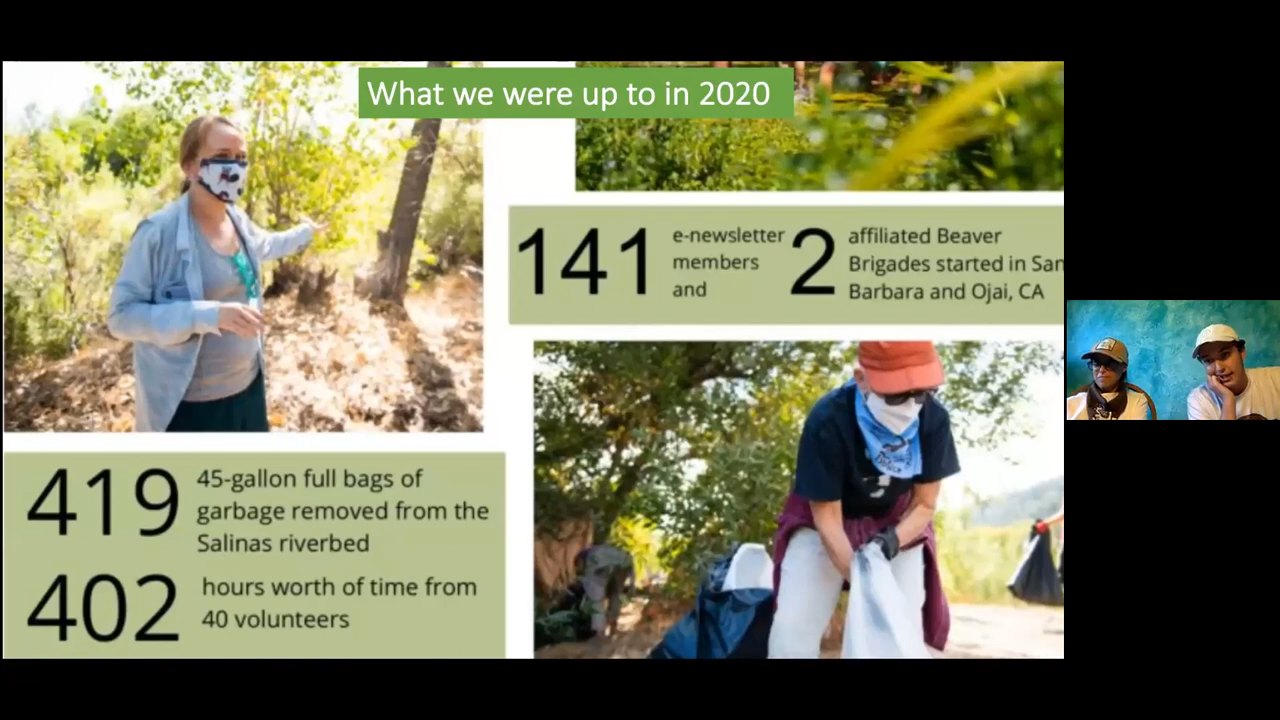 What we were up to in 2020
141 e-newsletter
members
and
2 affiliated Beaver
Brigades started in San
Barbara and Ojai, CA
419 45-gallon full bags of
garbage removed from the
Salinas riverbed
402 hours worth of time from
40 volunteers